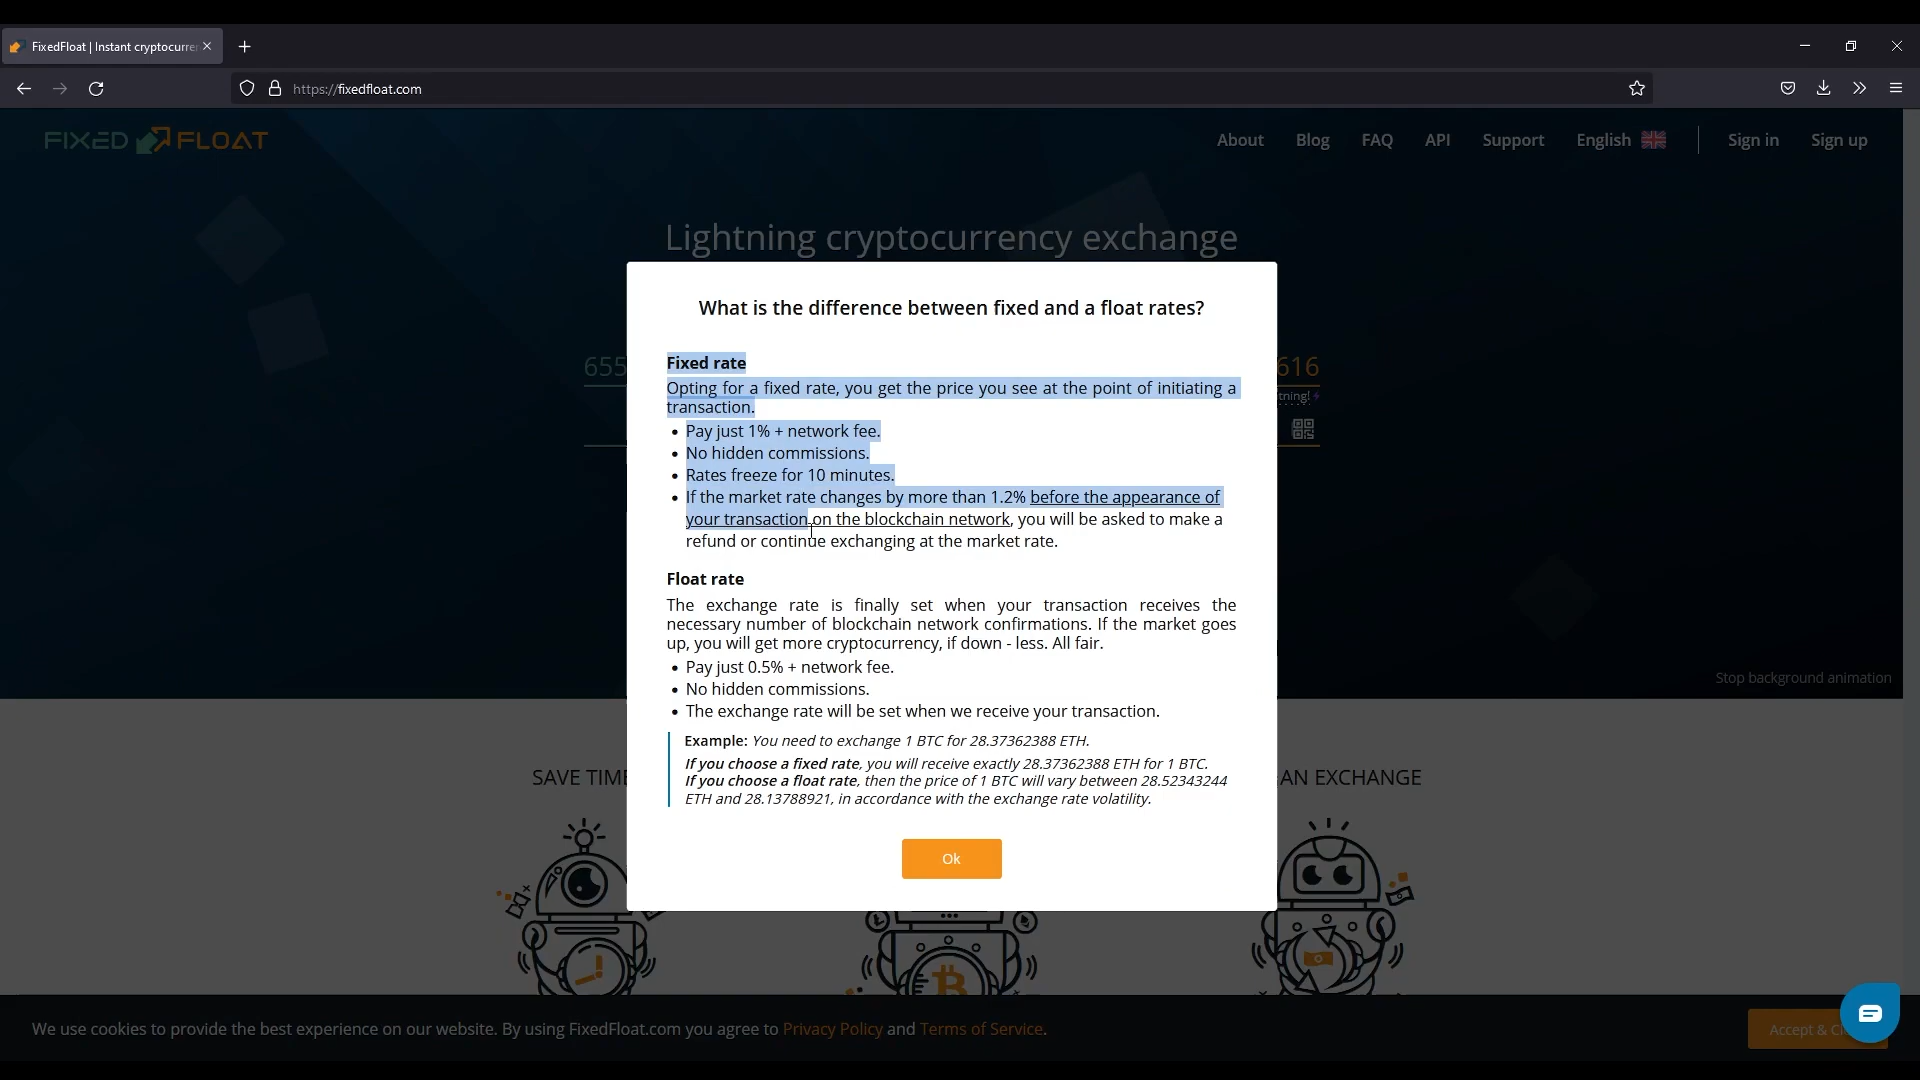 FixedFloat | Instant cryptocurre
https://fixedfloat.com
FIXED FLOAT
About Blog FAQ API Support English Sign in Sign up
Lightning cryptocurrency exchange
What is the difference between fixed and a float rates?
Fixed rate
655
616
Opting for a fixed rate, you get the price you see at the point of initiating a
tning!
transaction.
• Pay just 1% + network fee.
• No hidden commissions.
• Rates freeze for 10 minutes.
• If the market rate changes by more than 1.2% before the appearance of
your transaction on the blockchain network, you will be asked to make a
refund or continue exchanging at the market rate.
Float rate
The exchange rate is finally set when your transaction receives the
necessary number of blockchain network confirmations. If the market goes
up, you will get more cryptocurrency, if down - less. All fair.
• Pay just 0.5% + network fee.
Stop background animation
• No hidden commissions.
• The exchange rate will be set when we receive your transaction.
Example: You need to exchange 1 BTC for 28.37362388 ETH.
If you choose a fixed rate, you will receive exactly 28.37362388 ETH for 1 BTC.
If you choose a float rate, then the price of 1 BTC will vary between 28.52343244
ETH and 28.13788921, in accordance with the exchange rate volatility.
SAVE TIME
AN EXCHANGE
Ok
We use cookies to provide the best experience on our website. By using FixedFloat.com you agree to Privacy Policy and Terms of Service.
Accept & C